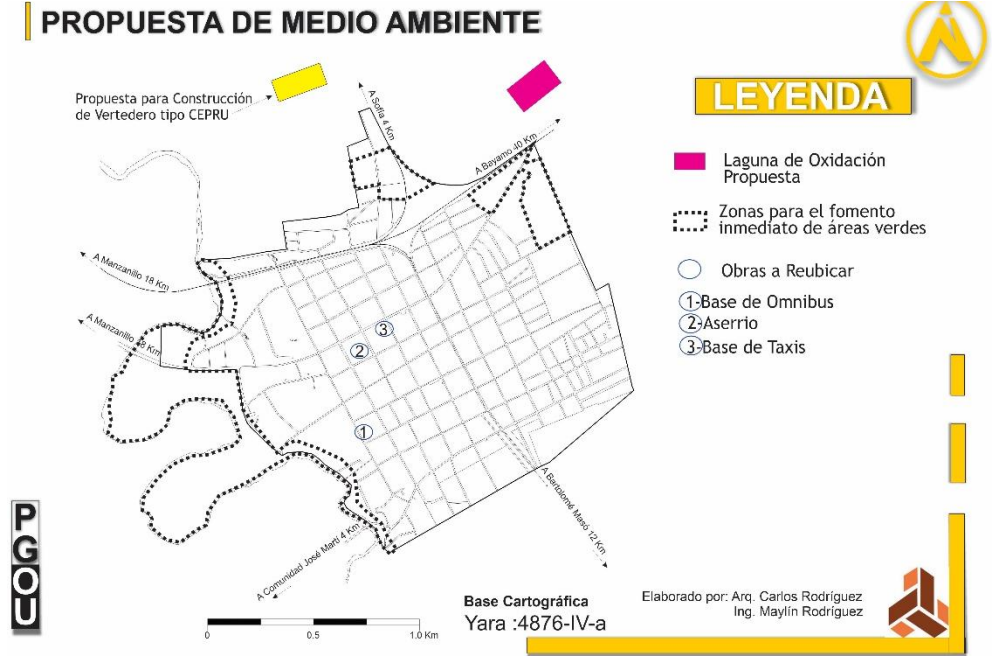 PROPUESTA DE MEDIO AMBIENTE
N
Propuesta para Construcción
de Vertedero tipo CEPRU
A Sofía 4 Km
A Bayamo 40 Km
A Manzanillo 18 Km
A Manzanillo 18 Km
3
2
1
A Bartolomé Masó 12 Km
A Comunidad José Martí 4 Km
LEYENDA
Laguna de Oxidación
Propuesta
Zonas para el fomento
inmediato de áreas verdes
Obras a Reubicar
1-Base de Omnibus
2-Aserrio
3-Base de Taxis
PGOU
0 0.5 1.0 Km
Base Cartográfica
Yara :4876-IV-a
Elaborado por: Arq. Carlos Rodríguez
Ing. Maylín Rodríguez